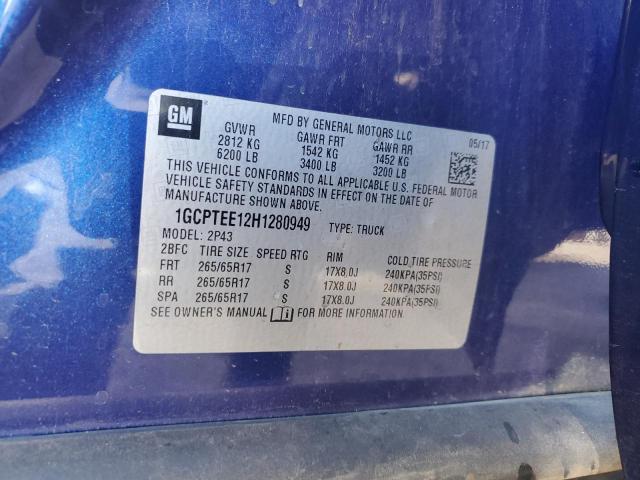 GM
MFD BY GENERAL MOTORS LLC
05/17
GVWR GAWR FRT GAWR RR
2812 KG 1542 KG 1452 KG
6200 LB 3400 LB 3200 LB
THIS VEHICLE CONFORMS TO ALL APPLICABLE U.S. FEDERAL MOTOR
VEHICLE SAFETY STANDARDS IN EFFECT ON THE DATE OF
MANUFACTURE SHOWN ABOVE.
1GCPTEE12H1280949 TYPE: TRUCK
MODEL: 2P43
2BFC TIRE SIZE SPEED RTG RIM COLD TIRE PRESSURE
FRT 265/65R17 S 17X8.0J 240KPA(35PSI)
RR 265/65R17 S 17X8.0J 240KPA(35PSI)
SPA 265/65R17 S 17X8.0J 240KPA(35PSI)
SEE OWNER'S MANUAL FOR MORE INFORMATION.